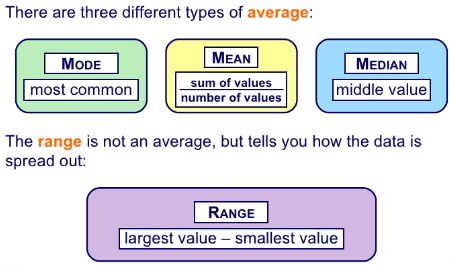 There are three different types of average:
MODE
most common
MEAN
sum of values
number of values
MEDIAN
middle value
The range is not an average, but tells you how the data is
spread out:
RANGE
largest value – smallest value